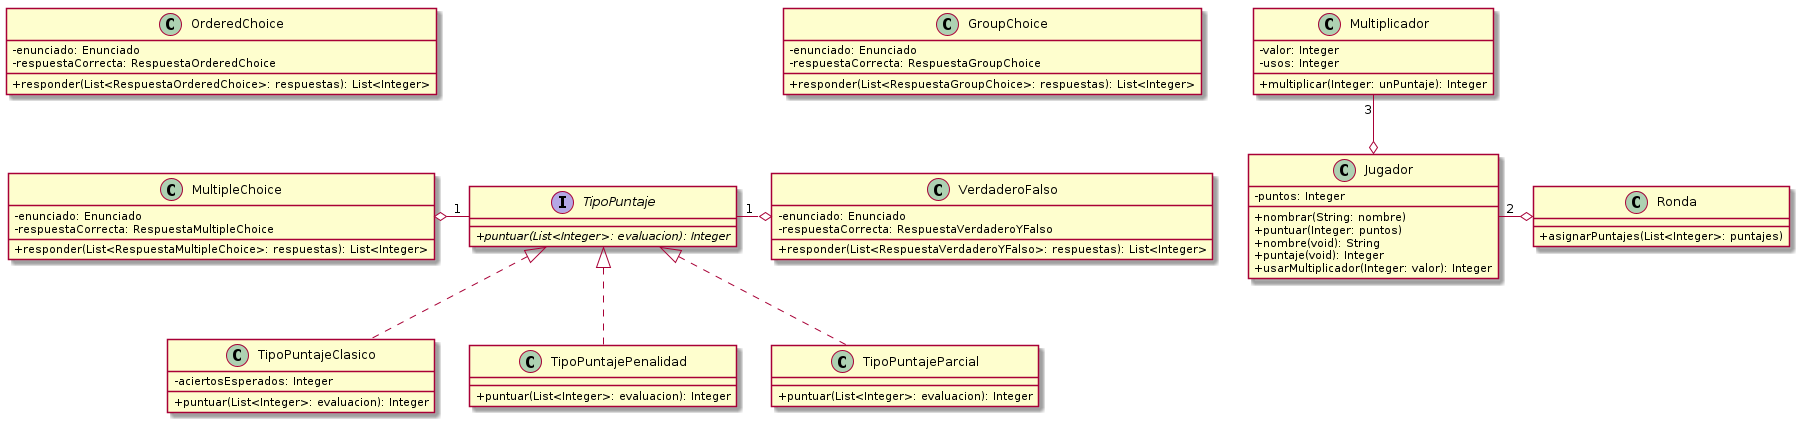 C OrderedChoice
-enunciado: Enunciado
-respuestaCorrecta: RespuestaOrderedChoice
+responder(List<RespuestaOrderedChoice>: respuestas): List<Integer>
C GroupChoice
-enunciado: Enunciado
-respuestaCorrecta: RespuestaGroupChoice
+responder(List<RespuestaGroupChoice>: respuestas): List<Integer>
C Multiplicador
-valor: Integer
-usos: Integer
+multiplicar(Integer: unPuntaje): Integer
3
C MultipleChoice
-enunciado: Enunciado
-respuestaCorrecta: RespuestaMultipleChoice
+responder(List<RespuestaMultipleChoice>: respuestas): List<Integer>
1
I TipoPuntaje
+puntuar(List<Integer>: evaluacion): Integer
1
C VerdaderoFalso
-enunciado: Enunciado
-respuestaCorrecta: RespuestaVerdaderoYFalso
+responder(List<RespuestaVerdaderoYFalso>: respuestas): List<Integer>
C Jugador
-puntos: Integer
+nombrar(String: nombre)
+puntuar(Integer: puntos)
+nombre(void): String
+puntaje(void): Integer
+usarMultiplicador(Integer: valor): Integer
2
C Ronda
+asignarPuntajes(List<Integer>: puntajes)
C TipoPuntajeClasico
-aciertosEsperados: Integer
+puntuar(List<Integer>: evaluacion): Integer
C TipoPuntajePenalidad
+puntuar(List<Integer>: evaluacion): Integer
C TipoPuntajeParcial
+puntuar(List<Integer>: evaluacion): Integer